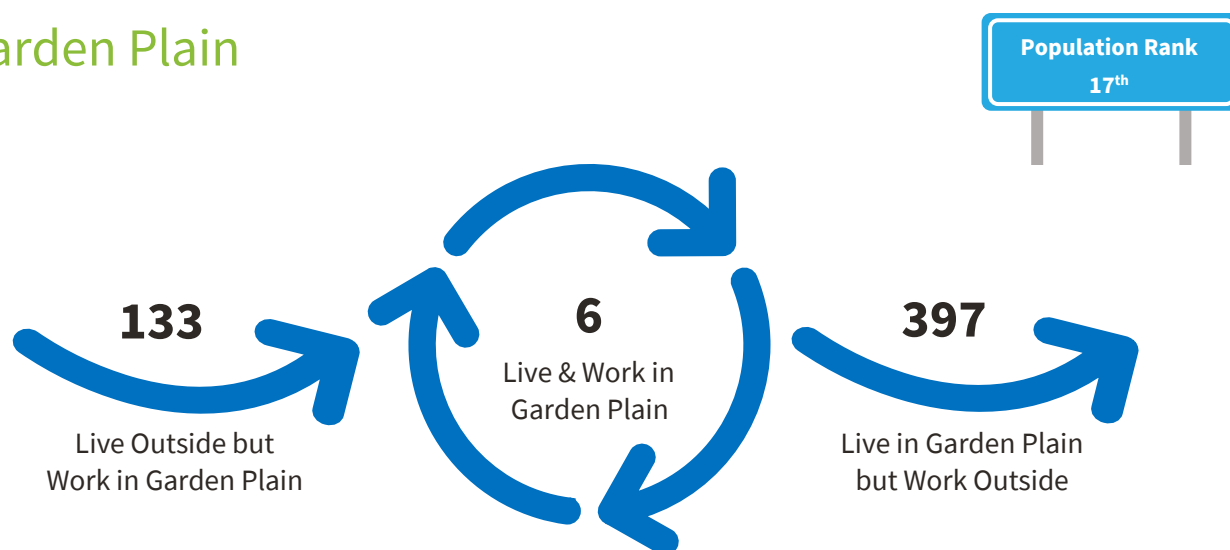 arden Plain
Population Rank
17th
133
Live Outside but
Work in Garden Plain
6
Live & Work in
Garden Plain
397
Live in Garden Plain
but Work Outside